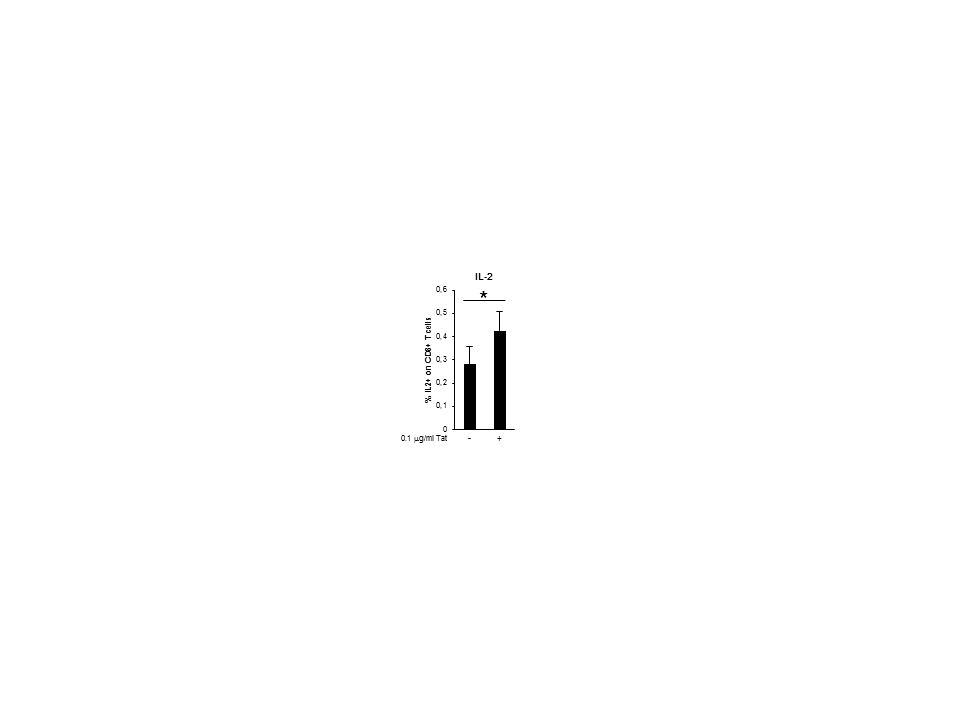 IL-2
*
0,6
0,5
0,4
0,3
0,2
0,1
0
% IL2+ on CD8+ T cells
0.1 µg/ml Tat - +